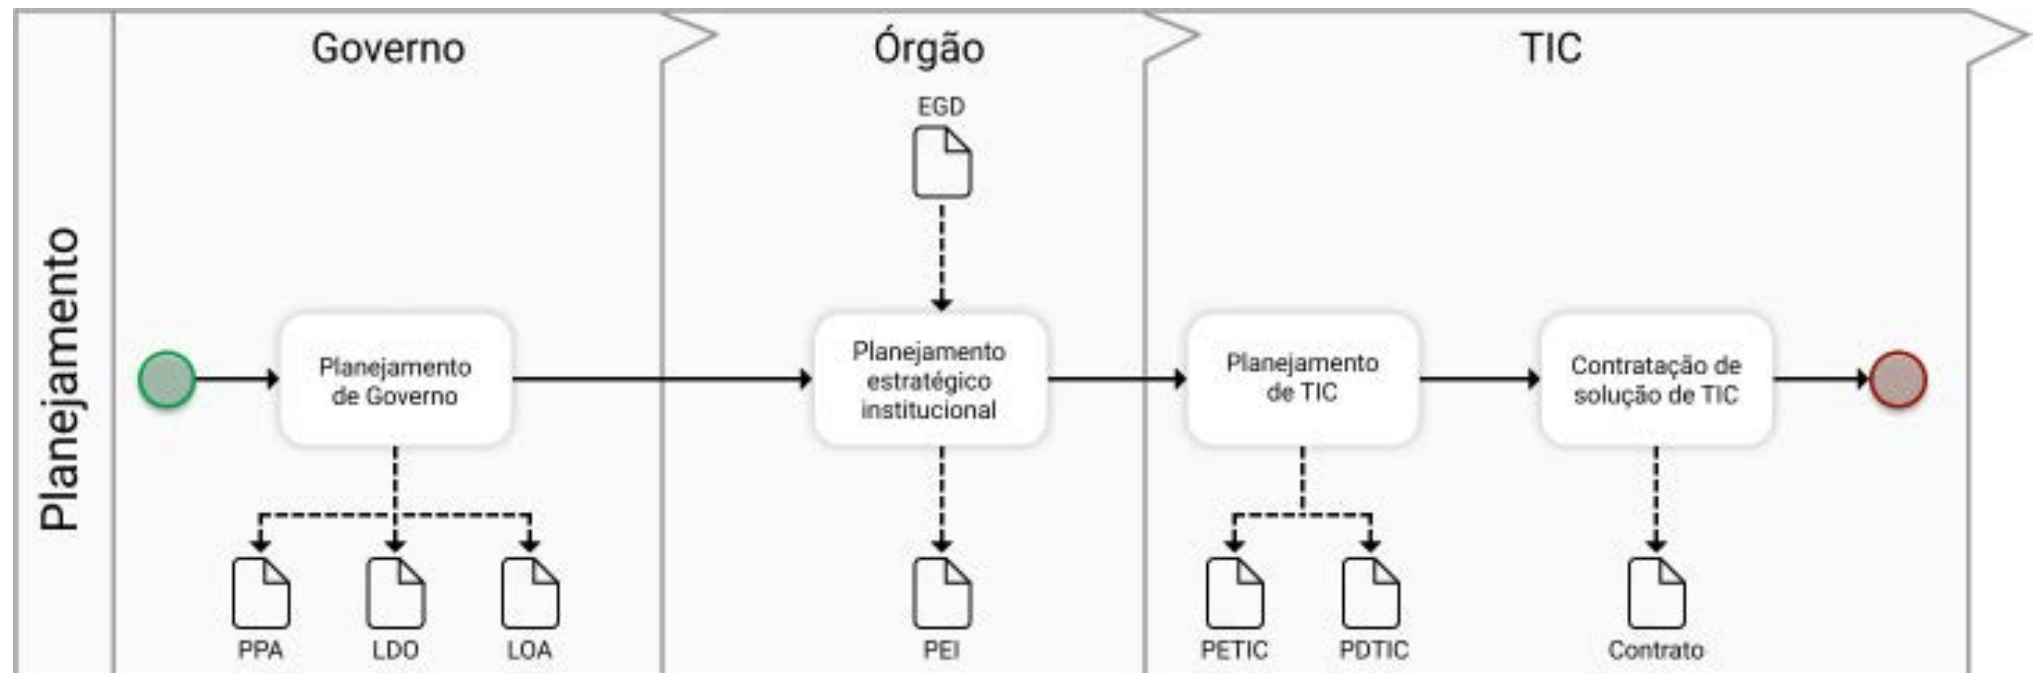 Planejamento
Governo
Órgão
TIC
EGD
Planejamento
de Governo
Planejamento
estratégico
institucional
Planejamento
de TIC
Contratação de
solução de TIC
PPA
LDO
LOA
PEI
PETIC
PDTIC
Contrato